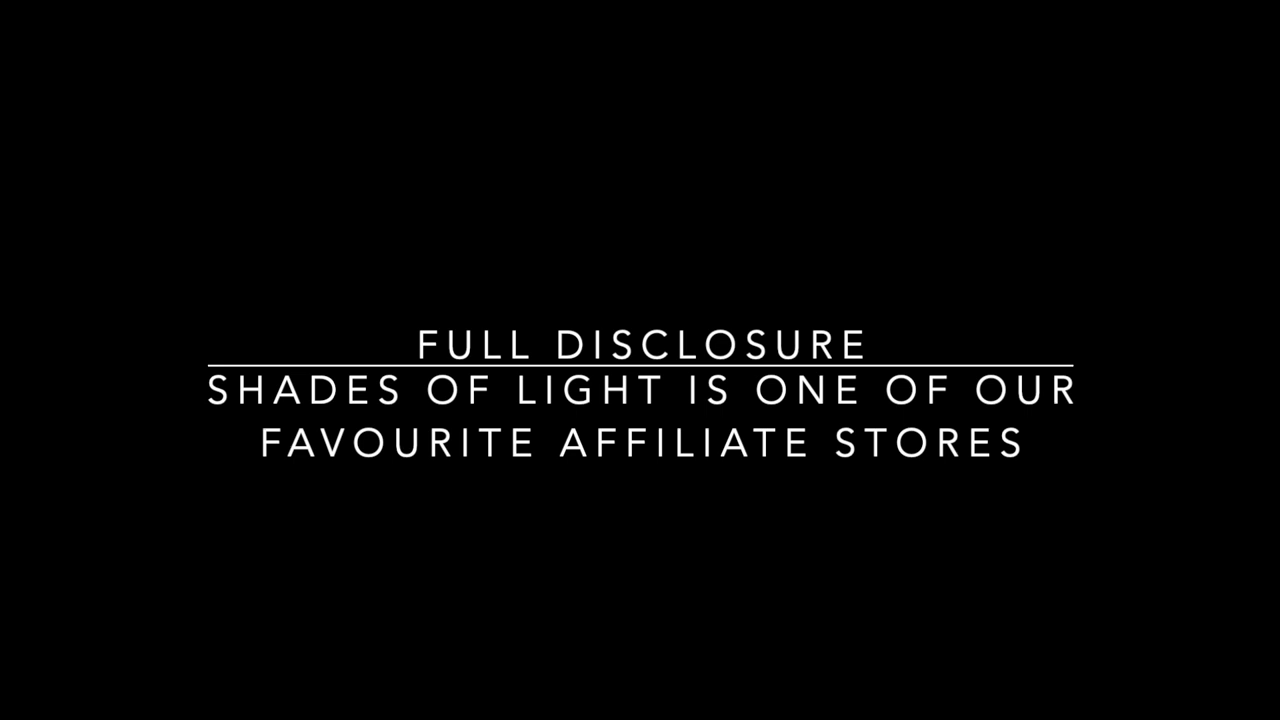 FULL DISCLOSURE
SHADES OF LIGHT IS ONE OF OUR
FAVOURITE AFFILIATE STORES